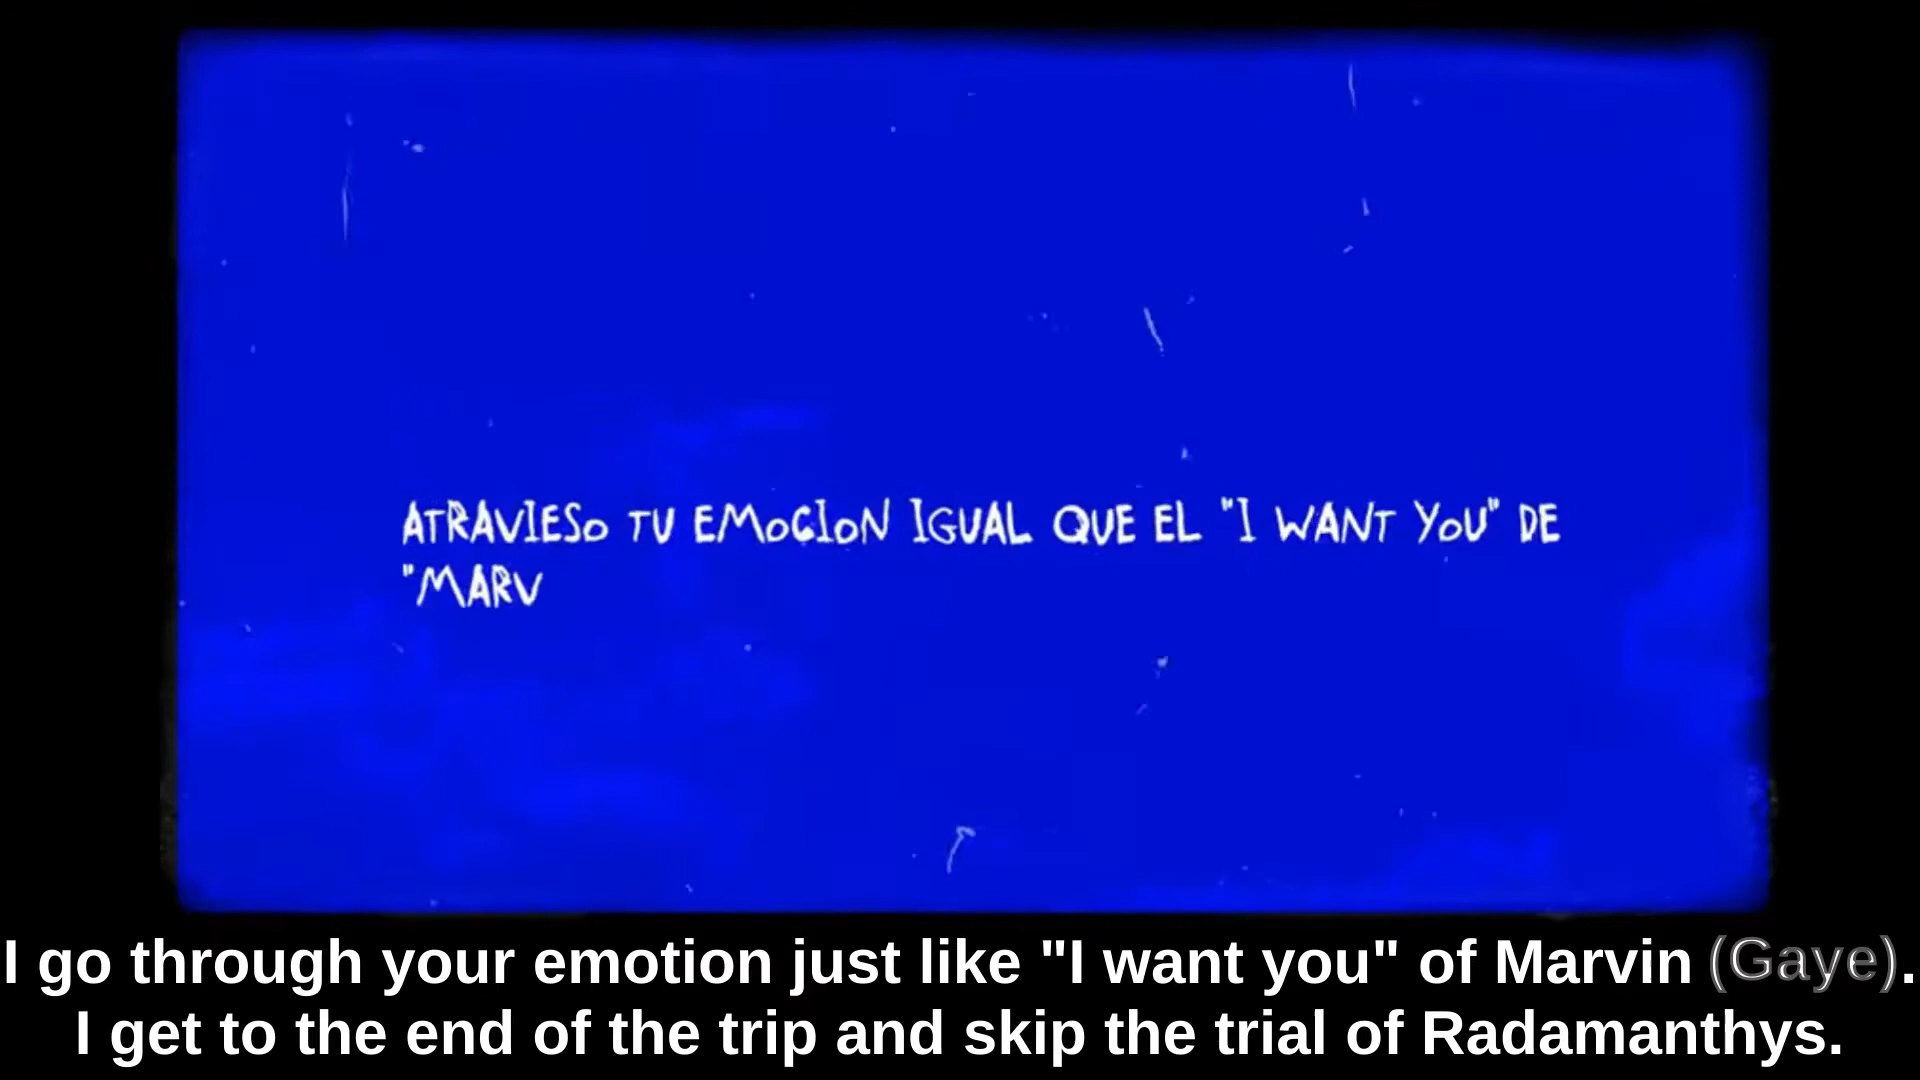 ATRAVIESO TU EMOCION IGUAL QUE EL "I WANT YOU" DE
"MARV
I go through your emotion just like "I want you" of Marvin (Gaye).
I get to the end of the trip and skip the trial of Radamanthys.